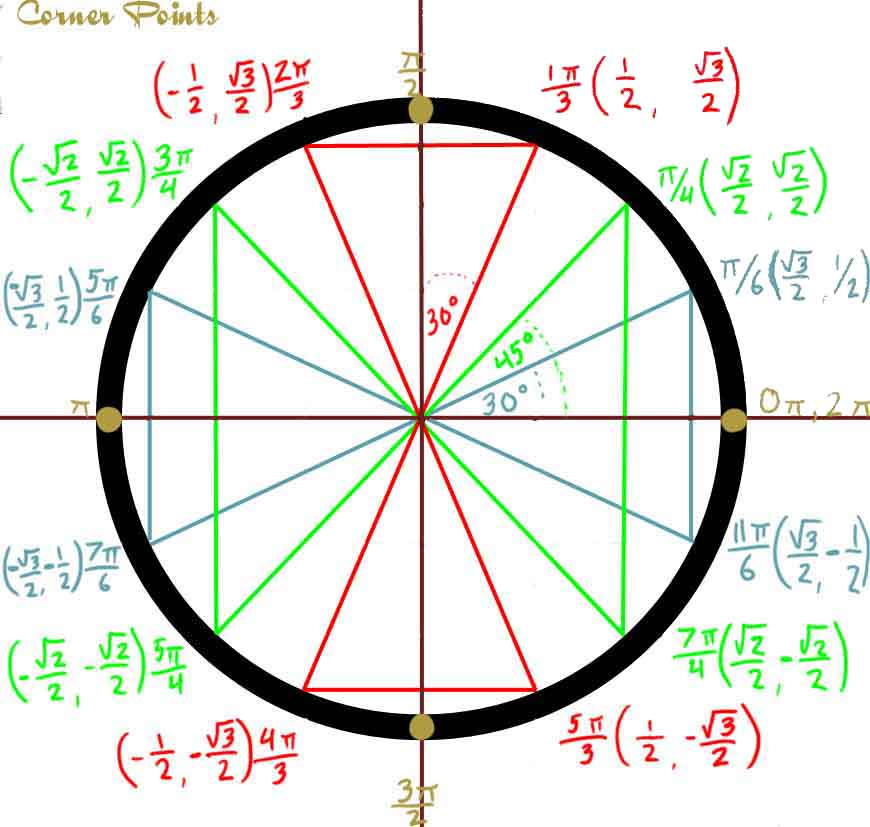 Corner Points
(-1/2, √3/2) 2π/3
π/2
1π/3 (1/2, √3/2)
(-√2/2, √2/2) 3π/4
π/4 (√2/2, √2/2)
(-√3/2, 1/2) 5π/6
π/6 (√3/2, 1/2)
30°
45°
30°
π
0π, 2π
(-√3/2, -1/2) 7π/6
11π/6 (√3/2, -1/2)
(-√2/2, -√2/2) 5π/4
7π/4 (√2/2, -√2/2)
(-1/2, -√3/2) 4π/3
5π/3 (1/2, -√3/2)
3π/2